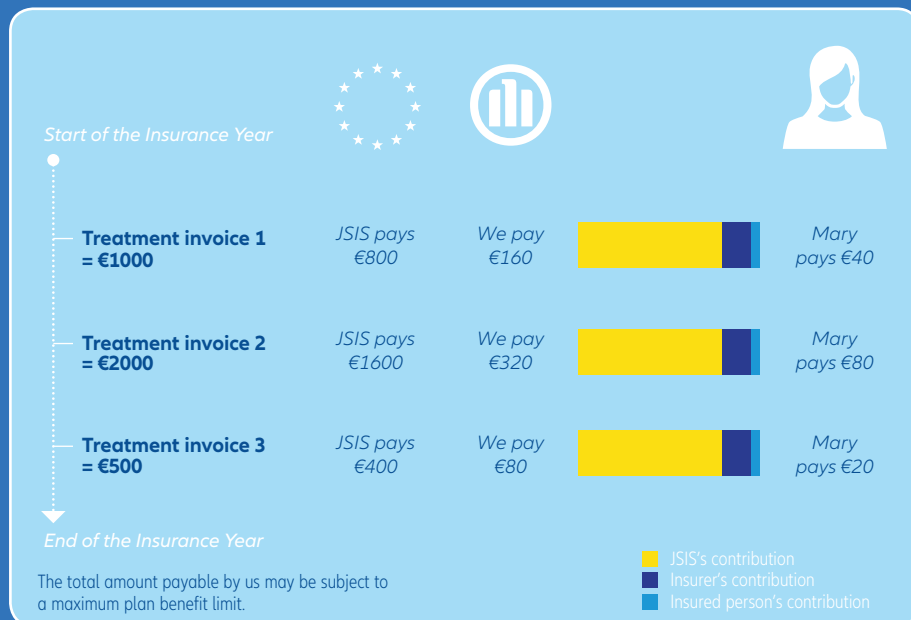 Start of the Insurance Year
Treatment invoice 1
= €1000
JSIS pays
€800
We pay
€160
Mary
pays €40
Treatment invoice 2
= €2000
JSIS pays
€1600
We pay
€320
Mary
pays €80
Treatment invoice 3
= €500
JSIS pays
€400
We pay
€80
Mary
pays €20
End of the Insurance Year
The total amount payable by us may be subject to
a maximum plan benefit limit.
JSIS's contribution
Insurer's contribution
Insured person's contribution